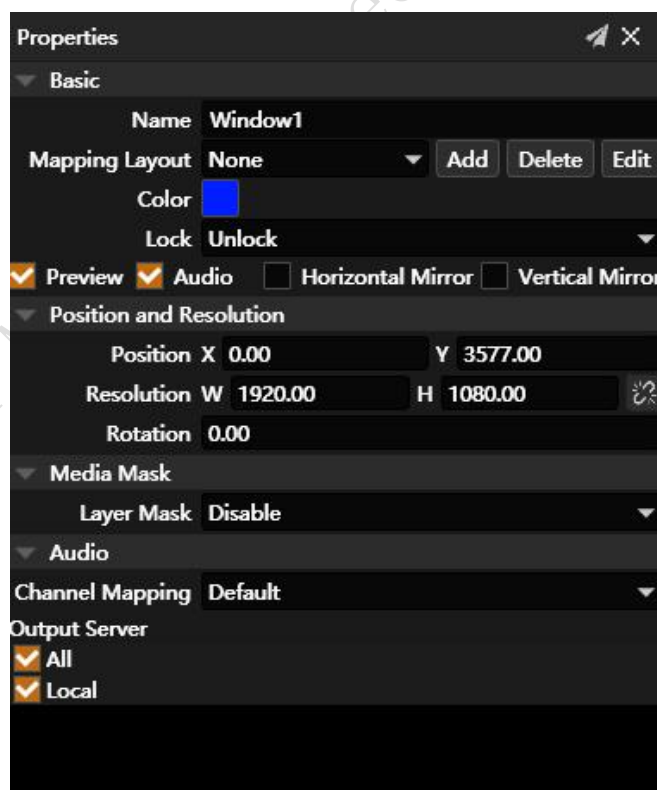 Properties
Basic
Name Window1
Mapping Layout None Add Delete Edit
Color
Lock Unlock
Preview Audio Horizontal Mirror Vertical Mirror
Position and Resolution
Position X 0.00 Y 3577.00
Resolution W 1920.00 H 1080.00
Rotation 0.00
Media Mask
Layer Mask Disable
Audio
Channel Mapping Default
Output Server
All
Local